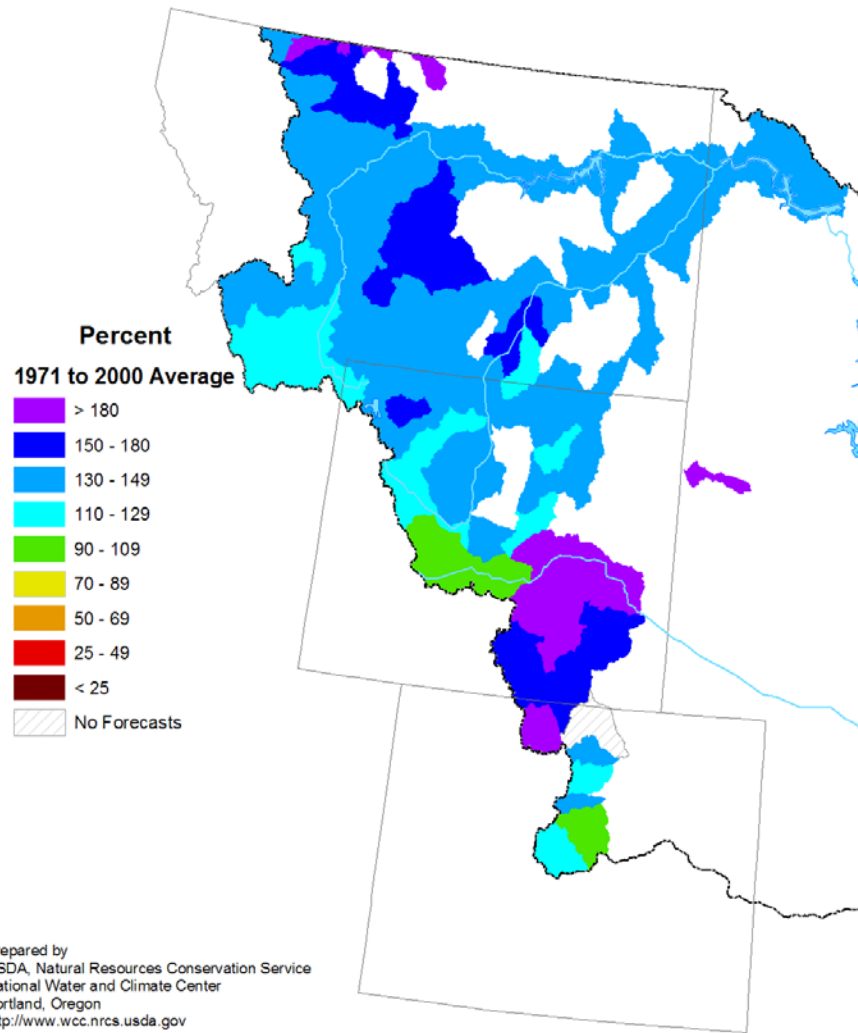 Percent
1971 to 2000 Average
> 180
150 - 180
130 - 149
110 - 129
90 - 109
70 - 89
50 - 69
25 - 49
< 25
No Forecasts
repared by
SDA, Natural Resources Conservation Service
ational Water and Climate Center
ortland, Oregon
tp://www.wcc.nrcs.usda.gov